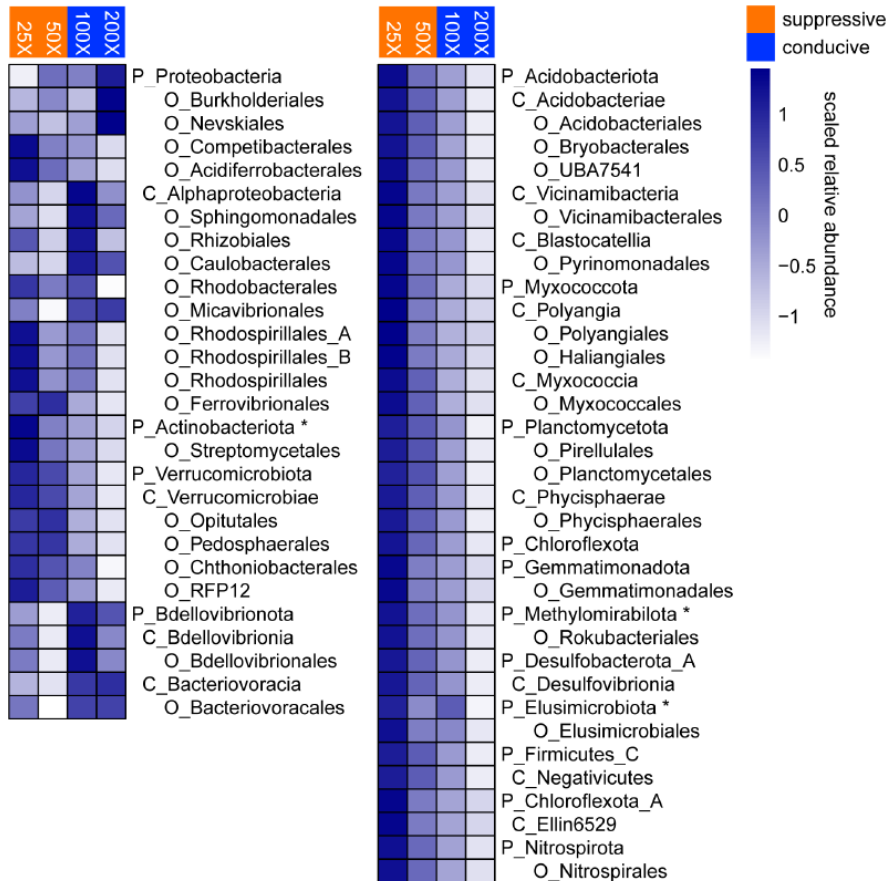 25X 50X 100X 200X
P_Proteobacteria
O_Burkholderiales
O_Nevskiales
O_Competibacterales
O_Acidiferrobacterales
C_Alphaproteobacteria
O_Sphingomonadales
O_Rhizobiales
O_Caulobacterales
O_Rhodobacterales
O_Micavibrionales
O_Rhodospirillales_A
O_Rhodospirillales_B
O_Rhodospirillales
O_Ferrovibrionales
P_Actinobacteriota *
O_Streptomycetales
P_Verrucomicrobiota
C_Verrucomicrobiae
O_Opitutales
O_Pedosphaerales
O_Chthoniobacterales
O_RFP12
P_Bdellovibrionota
C_Bdellovibrionia
O_Bdellovibrionales
C_Bacteriovoracia
O_Bacteriovoracales
25X 50X 100X 200X
P_Acidobacteriota
C_Acidobacteriae
O_Acidobacteriales
O_Bryobacterales
O_UBA7541
C_Vicinamibacteria
O_Vicinamibacterales
C_Blastocatellia
O_Pyrinomonadales
P_Myxococcota
C_Polyangia
O_Polyangiales
O_Haliangiales
C_Myxococcia
O_Myxococcales
P_Planctomycetota
O_Pirellulales
O_Planctomycetales
C_Phycisphaerae
O_Phycisphaerales
P_Chloroflexota
P_Gemmatimonadota
O_Gemmatimonadales
P_Methylomirabilota *
O_Rokubacteriales
P_Desulfobacterota_A
C_Desulfovibrionia
P_Elusimicrobiota *
O_Elusimicrobiales
P_Firmicutes_C
C_Negativicutes
P_Chloroflexota_A
C_Ellin6529
P_Nitrospirota
O_Nitrospirales
suppressive
conducive
1
0.5
0
−0.5
−1
scaled relative abundance